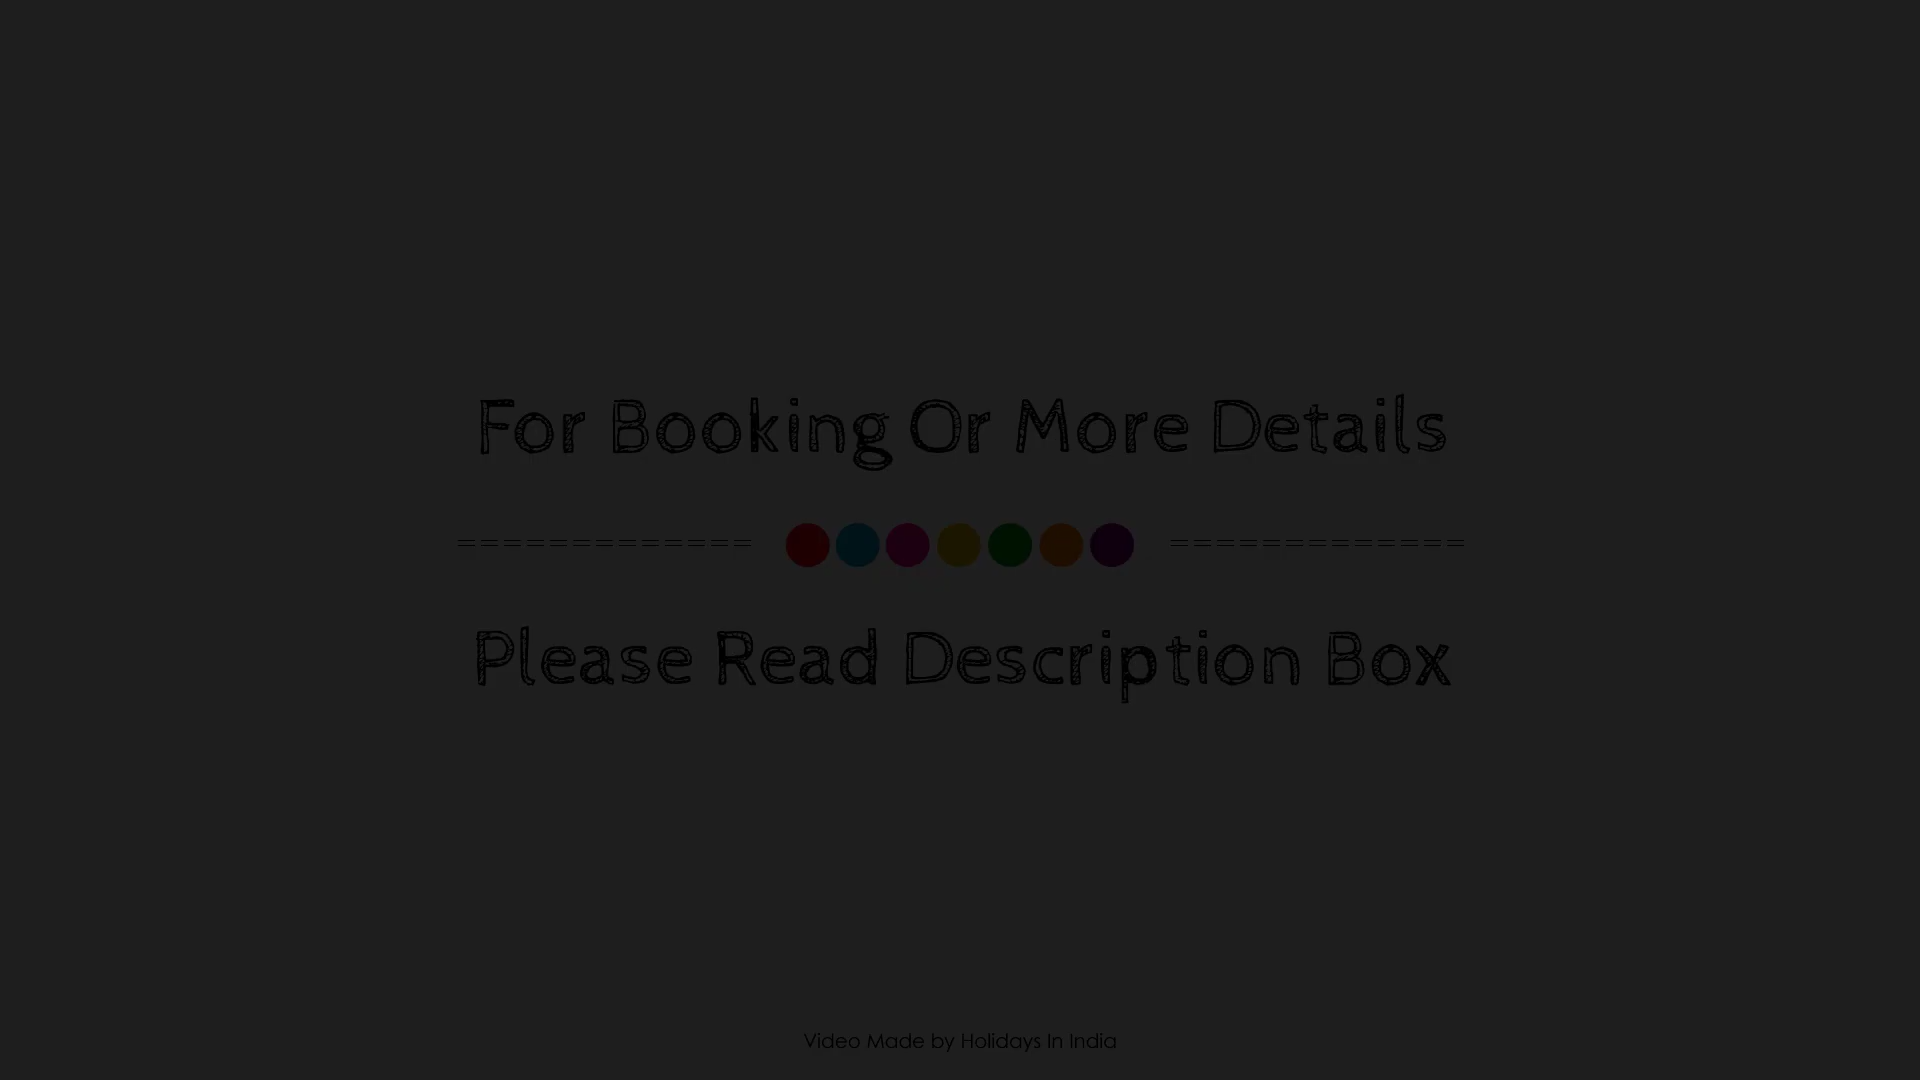 For Booking Or More Details
============= =============
Please Read Description Box
Video Made by Holidays In India